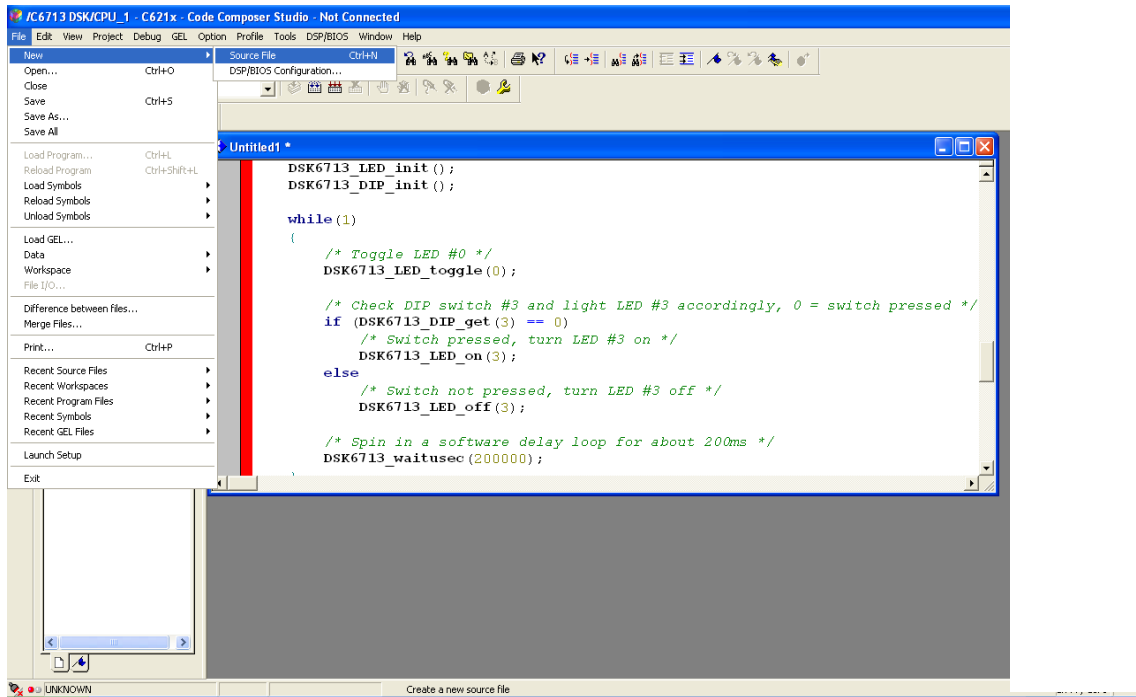 /C6713 DSK/CPU_1 - C621x - Code Composer Studio - Not Connected
File Edit View Project Debug GEL Option Profile Tools DSP/BIOS Window Help
New
Source File Ctrl+N
DSP/BIOS Configuration...
Open... Ctrl+O
Close
Save Ctrl+S
Save As...
Save All
Load Program... Ctrl+L
Reload Program Ctrl+Shift+L
Load Symbols
Reload Symbols
Unload Symbols
Load GEL...
Data
Workspace
File I/O...
Difference between files...
Merge Files...
Print... Ctrl+P
Recent Source Files
Recent Workspaces
Recent Program Files
Recent Symbols
Recent GEL Files
Launch Setup
Exit
Untitled1 *
DSK6713_LED_init();
DSK6713_DIP_init();
while(1)
{
/* Toggle LED #0 */
DSK6713_LED_toggle(0);
/* Check DIP switch #3 and light LED #3 accordingly, 0 = switch pressed */
if (DSK6713_DIP_get(3) == 0)
/* Switch pressed, turn LED #3 on */
DSK6713_LED_on(3);
else
/* Switch not pressed, turn LED #3 off */
DSK6713_LED_off(3);
/* Spin in a software delay loop for about 200ms */
DSK6713_waitusec(200000);
UNKNOWN
Create a new source file